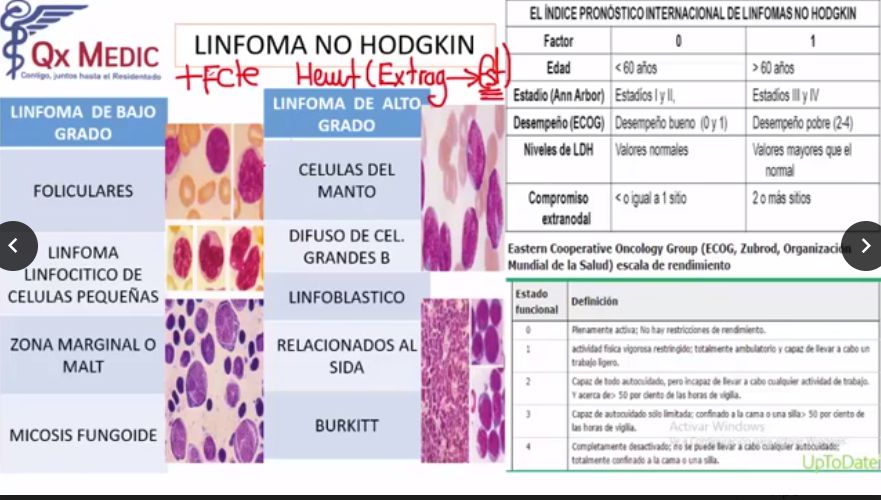 Qx MEDIC
Contigo, juntos hasta el Residentado
LINFOMA NO HODGKIN
LINFOMA DE BAJO
GRADO
FOLICULARES
LINFOMA
LINFOCITICO DE
CELULAS PEQUEÑAS
ZONA MARGINAL O
MALT
MICOSIS FUNGOIDE
LINFOMA DE ALTO
GRADO
CELULAS DEL
MANTO
DIFUSO DE CEL.
GRANDES B
LINFOBLASTICO
RELACIONADOS AL
SIDA
BURKITT
EL ÍNDICE PRONÓSTICO INTERNACIONAL DE LINFOMAS NO HODGKIN
Factor 0 1
Edad < 60 años > 60 años
Estadio (Ann Arbor) Estadíos I y II, Estadíos III y IV
Desempeño (ECOG) Desempeño bueno (0 y 1) Desempeño pobre (2-4)
Niveles de LDH Valores normales Valores mayores que el
normal
Compromiso < o igual a 1 sitio 2 o más sitios
extranodal
Eastern Cooperative Oncology Group (ECOG, Zubrod, Organización
Mundial de la Salud) escala de rendimiento
Estado
funcional Definición
0 Plenamente activa; No hay restricciones de rendimiento.
1 actividad física vigorosa restringido; totalmente ambulatorio y capaz de llevar a cabo un
trabajo ligero.
2 Capaz de todo autocuidado, pero incapaz de llevar a cabo cualquier actividad de trabajo.
Y acerca de> 50 por ciento de las horas de vigilia.
3 Capaz de autocuidado sólo limitada; confinado a la cama o una silla> 50 por ciento de
las horas de vigilia.
4 Completamente desactivado; no se puede llevar a cabo cualquier autocuidado;
totalmente confinado a la cama o una silla.
Activar Windows
UpToDate